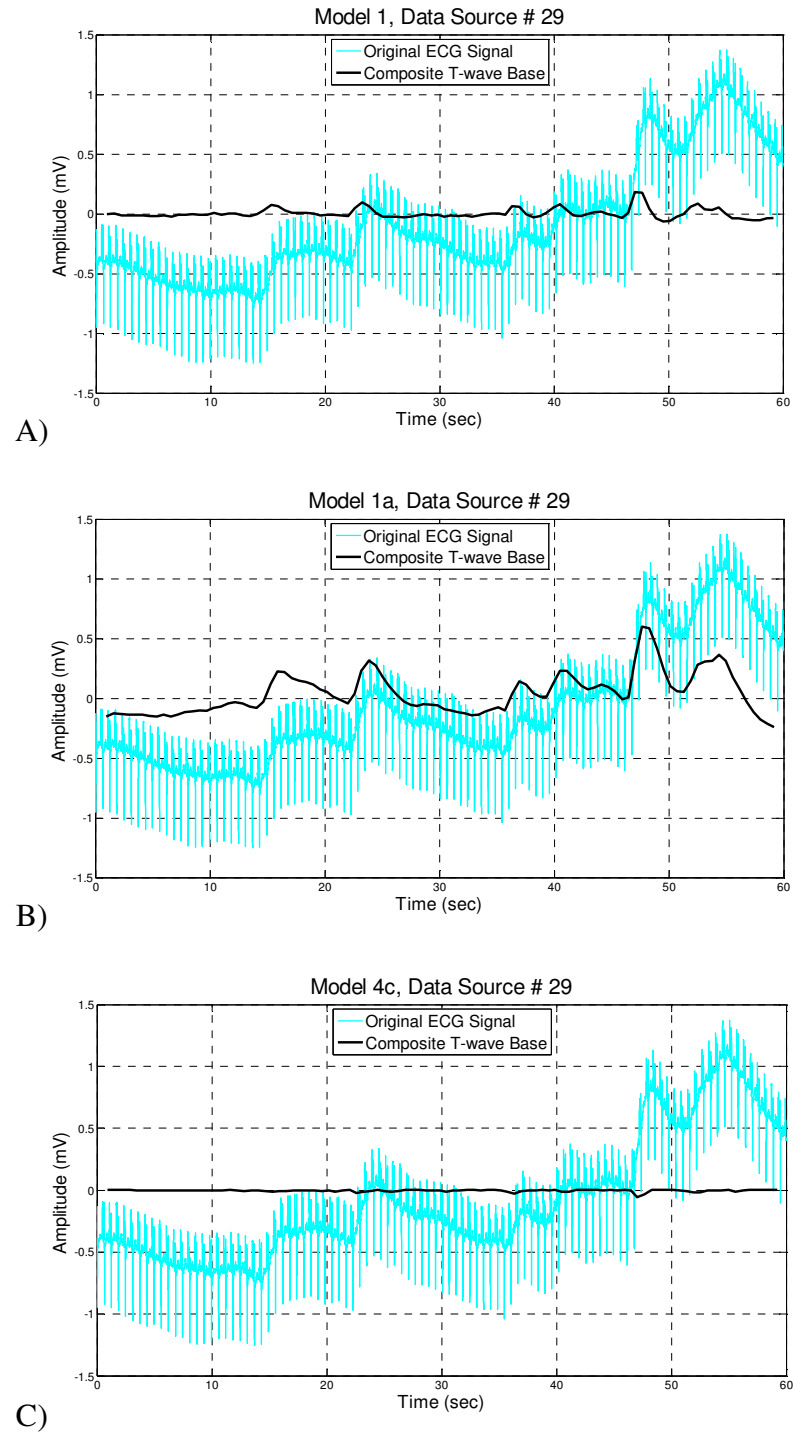 Model 1, Data Source # 29
1.5
Original ECG Signal
Composite T-wave Base
1
0.5
0
-0.5
-1
-1.5
Amplitude (mV)
0 10 20 30 40 50 60
Time (sec)
A)
Model 1a, Data Source # 29
1.5
Original ECG Signal
Composite T-wave Base
1
0.5
0
-0.5
-1
-1.5
Amplitude (mV)
0 10 20 30 40 50 60
Time (sec)
B)
Model 4c, Data Source # 29
1.5
Original ECG Signal
Composite T-wave Base
1
0.5
0
-0.5
-1
-1.5
Amplitude (mV)
0 10 20 30 40 50 60
Time (sec)
C)